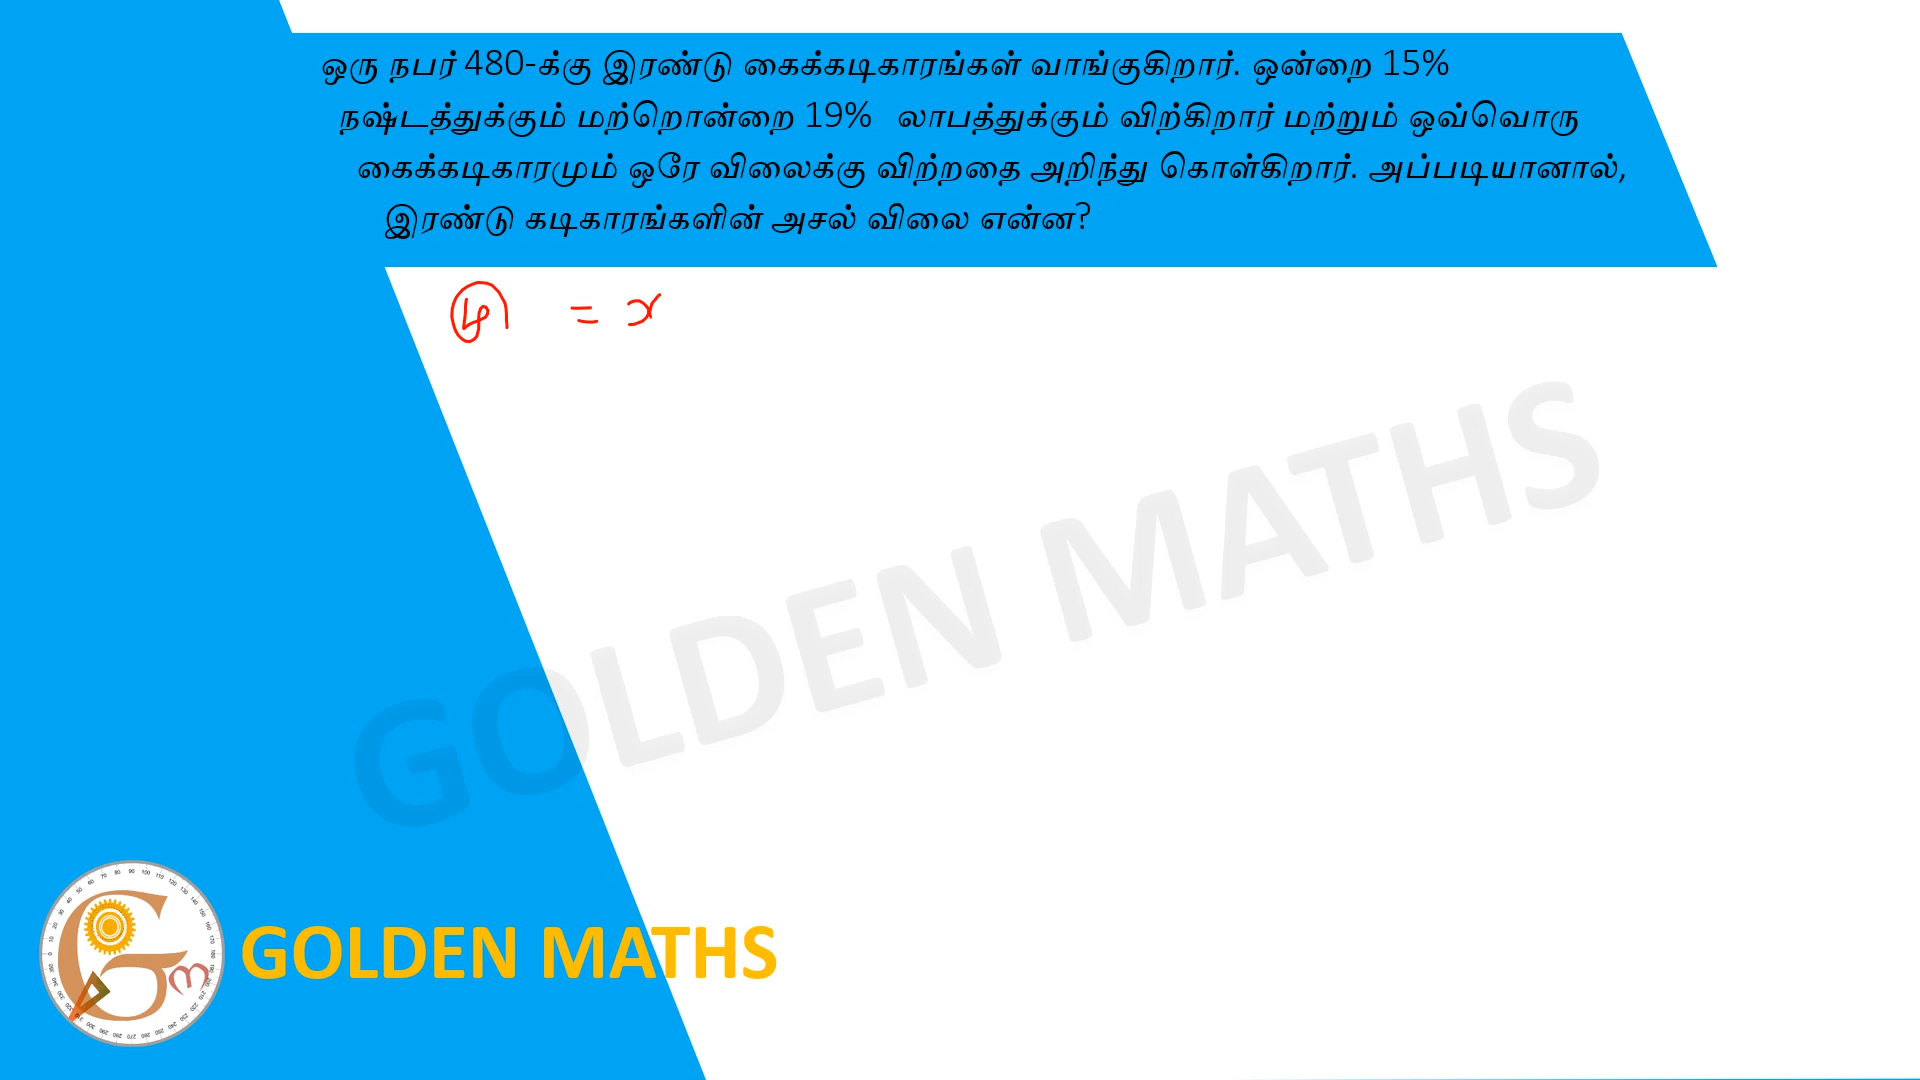 ஒரு நபர் 480-க்கு இரண்டு கைக்கடிகாரங்கள் வாங்குகிறார். ஒன்றை 15%
நஷ்டத்துக்கும் மற்றொன்றை 19% லாபத்துக்கும் விற்கிறார் மற்றும் ஒவ்வொரு
கைக்கடிகாரமும் ஒரே விலைக்கு விற்றதை அறிந்து கொள்கிறார். அப்படியானால்,
இரண்டு கடிகாரங்களின் அசல் விலை என்ன?
= x
GOLDEN MATHS
GOLDEN MATHS